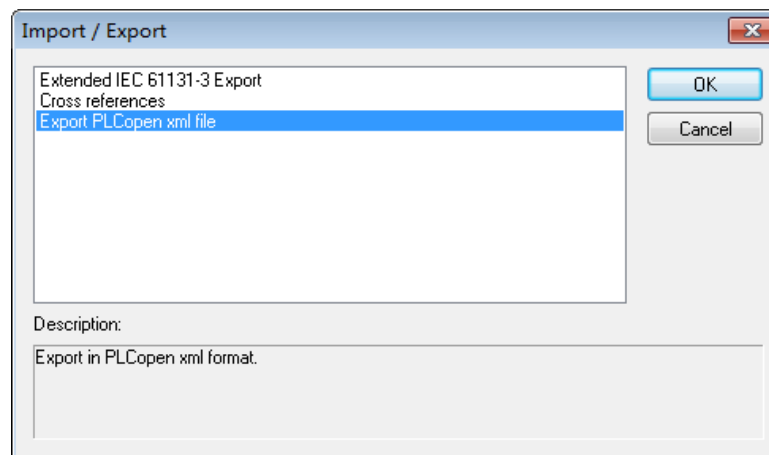 Import / Export
Extended IEC 61131-3 Export
Cross references
Export PLCopen xml file
OK
Cancel
Description:
Export in PLCopen xml format.